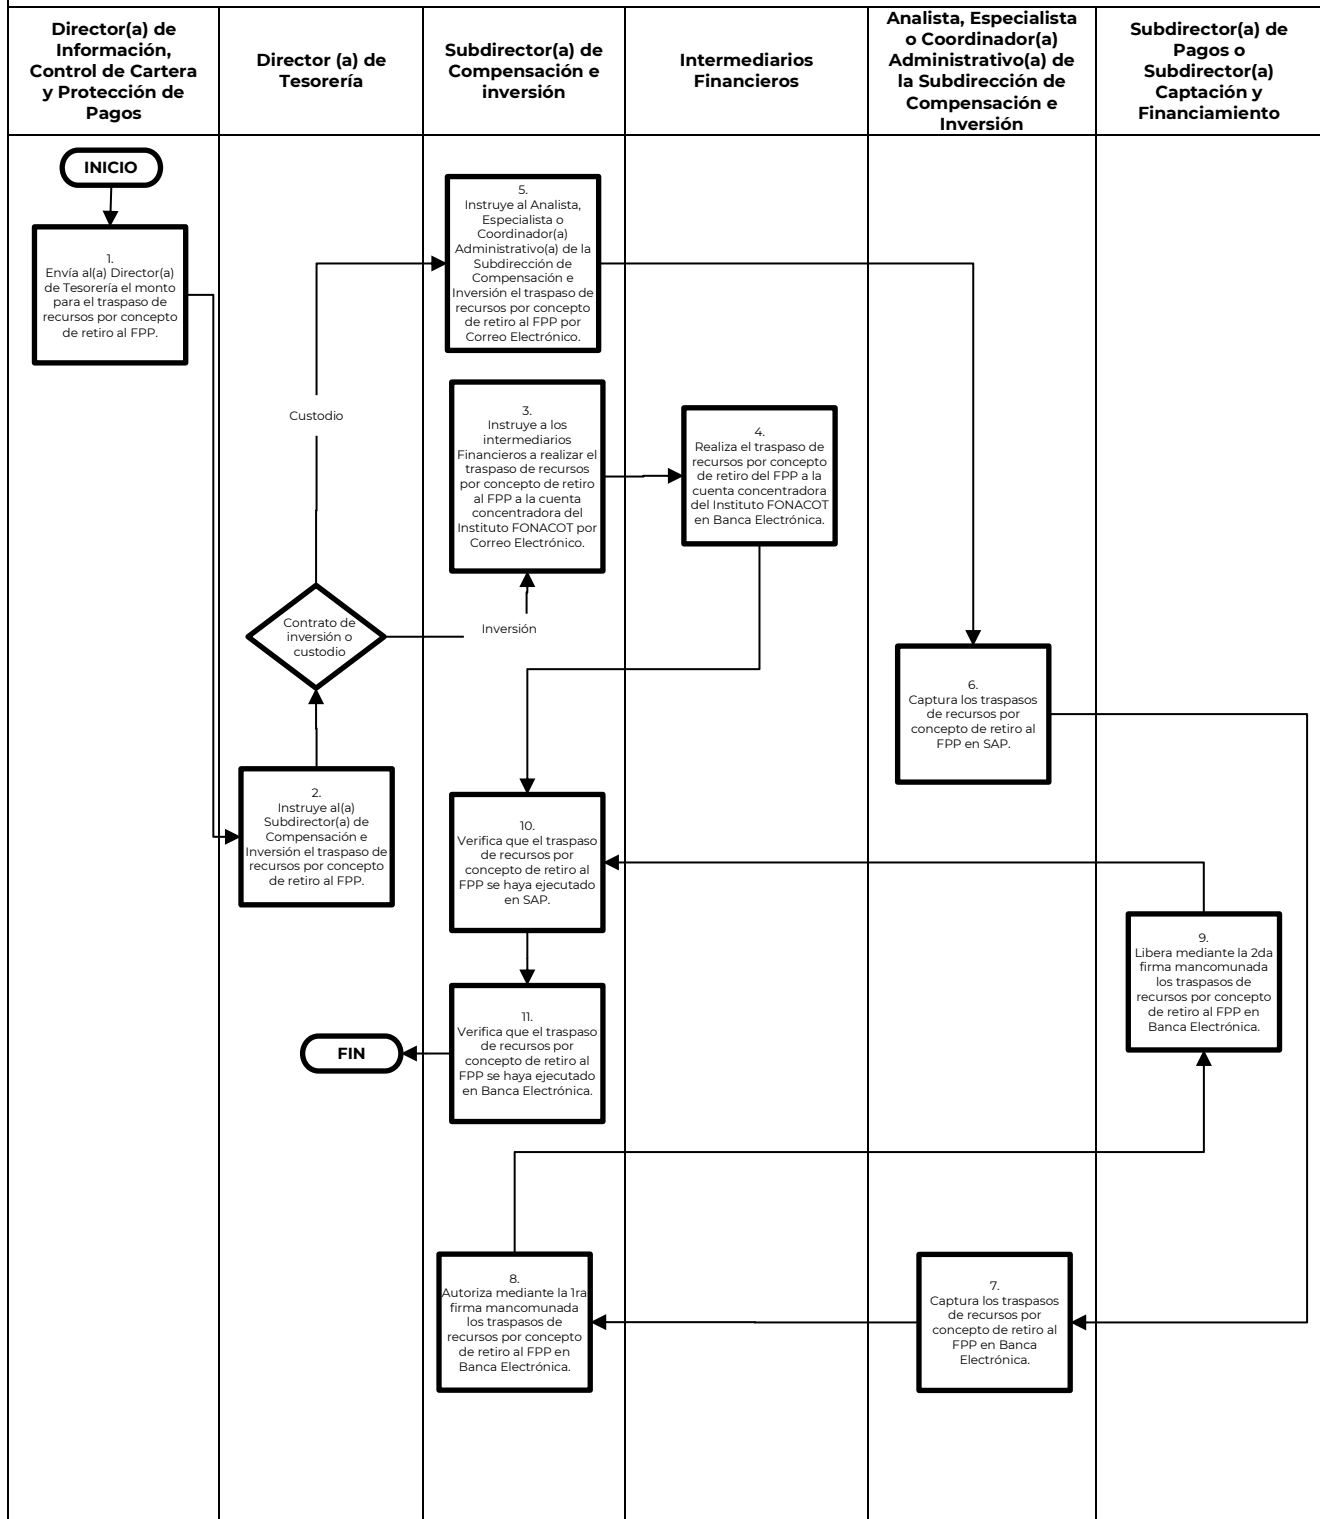 Director(a) de
Información,
Control de Cartera
y Protección de
Pagos
Director (a) de
Tesorería
Subdirector(a) de
Compensación e
inversión
Intermediarios
Financieros
Analista, Especialista
o Coordinador(a)
Administrativo(a) de
la Subdirección de
Compensación e
Inversión
Subdirector(a) de
Pagos o
Subdirector(a)
Captación y
Financiamiento
INICIO
1.
Envía al(a) Director(a)
de Tesorería el monto
para el traspaso de
recursos por concepto
de retiro al FPP.
2.
Instruye al(a)
Subdirector(a) de
Compensación e
Inversión el traspaso de
recursos por concepto
de retiro al FPP.
Contrato de
inversión o
custodio
Custodio
Inversión
3.
Instruye a los
intermediarios
Financieros a realizar el
traspaso de recursos
por concepto de retiro
al FPP a la cuenta
concentradora del
Instituto FONACOT por
Correo Electrónico.
4.
Realiza el traspaso de
recursos por concepto
de retiro del FPP a la
cuenta concentradora
del Instituto FONACOT
en Banca Electrónica.
5.
Instruye al Analista,
Especialista o
Coordinador(a)
Administrativo(a) de la
Subdirección de
Compensación e
Inversión el traspaso de
recursos por concepto
de retiro al FPP por
Correo Electrónico.
6.
Captura los traspasos
de recursos por
concepto de retiro al
FPP en SAP.
7.
Captura los traspasos
de recursos por
concepto de retiro al
FPP en Banca
Electrónica.
8.
Autoriza mediante la 1ra
firma mancomunada
los traspasos de
recursos por concepto
de retiro al FPP en
Banca Electrónica.
9.
Libera mediante la 2da
firma mancomunada
los traspasos de
recursos por concepto
de retiro al FPP en
Banca Electrónica.
10.
Verifica que el traspaso
de recursos por
concepto de retiro al
FPP se haya ejecutado
en SAP.
11.
Verifica que el traspaso
de recursos por
concepto de retiro al
FPP se haya ejecutado
en Banca Electrónica.
FIN